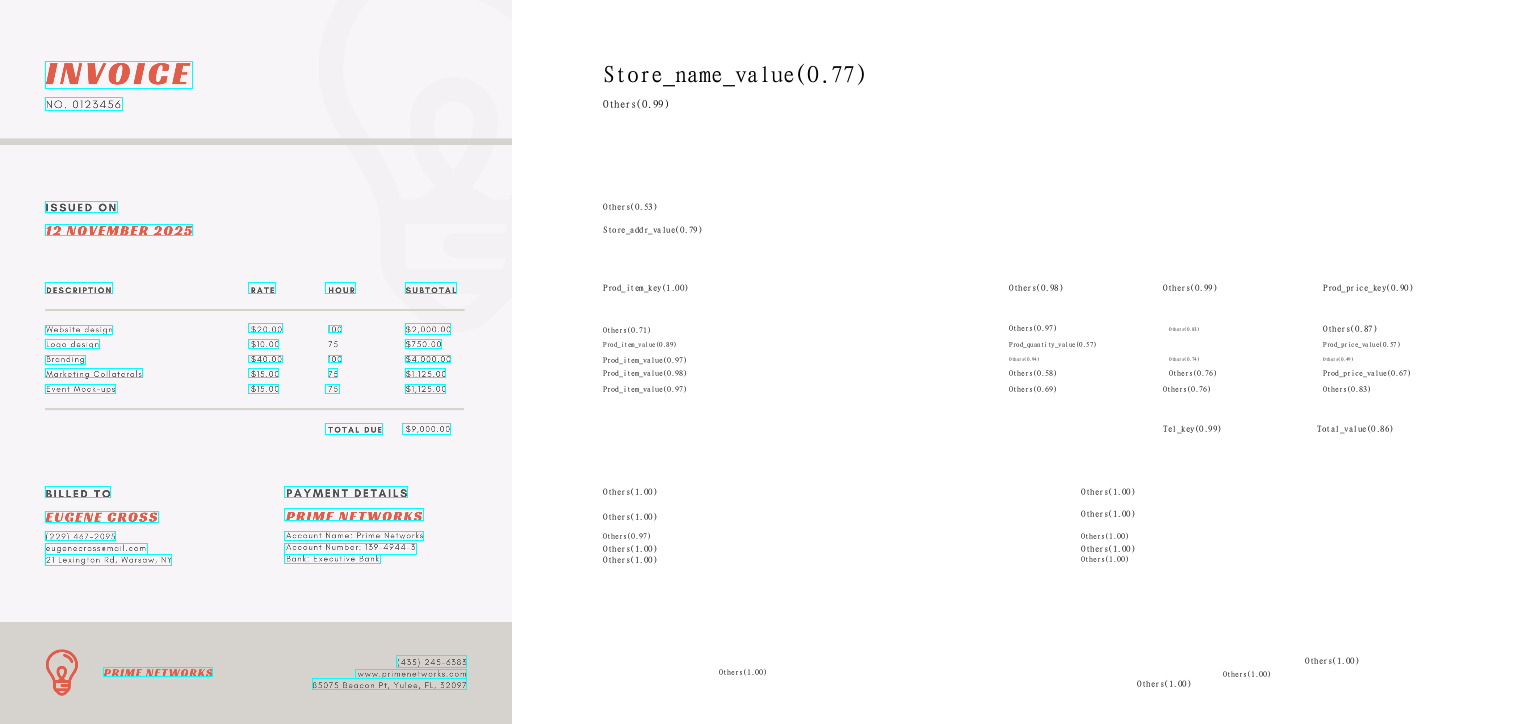 INVOICE Store_name_value(0.77)
NO. 0123456 Others(0.99)
ISSUED ON Others(0.53)
12 NOVEMBER 2025 Store_addr_value(0.79)
DESCRIPTION RATE HOUR SUBTOTAL Prod_item_key(1.00) Others(0.98) Others(0.99) Prod_price_key(0.90)
Website design $20.00 100 $2,000.00 Others(0.71) Others(0.97) Others(0.87)
Logo design $10.00 75 $750.00 Prod_item_value(0.89) Prod_quantity_value(0.57) Prod_price_value(0.57)
Branding $40.00 100 $4,000.00 Prod_item_value(0.97) Others(0.94) Others(0.74) Others(0.49)
Marketing Collaterals $15.00 75 $1,125.00 Prod_item_value(0.98) Others(0.58) Others(0.76) Prod_price_value(0.67)
Event Mock-ups $15.00 75 $1,125.00 Prod_item_value(0.97) Others(0.69) Others(0.76) Others(0.83)
TOTAL DUE $9,000.00 Tel_key(0.99) Total_value(0.86)
BILLED TO PAYMENT DETAILS Others(1.00) Others(1.00)
EUGENE CROSS PRIME NETWORKS Others(1.00) Others(1.00)
(229) 467-2095 Account Name: Prime Networks Others(0.97) Others(1.00)
eugenecross@mail.com Account Number: 159 4944 5 Others(1.00) Others(1.00)
21 Lexington Rd, Warsaw, NY Bank: Executive Bank Others(1.00) Others(1.00)
(435) 245-6383 Others(1.00)
PRIME NETWORKS www.primenetworks.com Others(1.00) Others(1.00)
85075 Beacon Pt, Yulee, FL, 32097 Others(1.00)